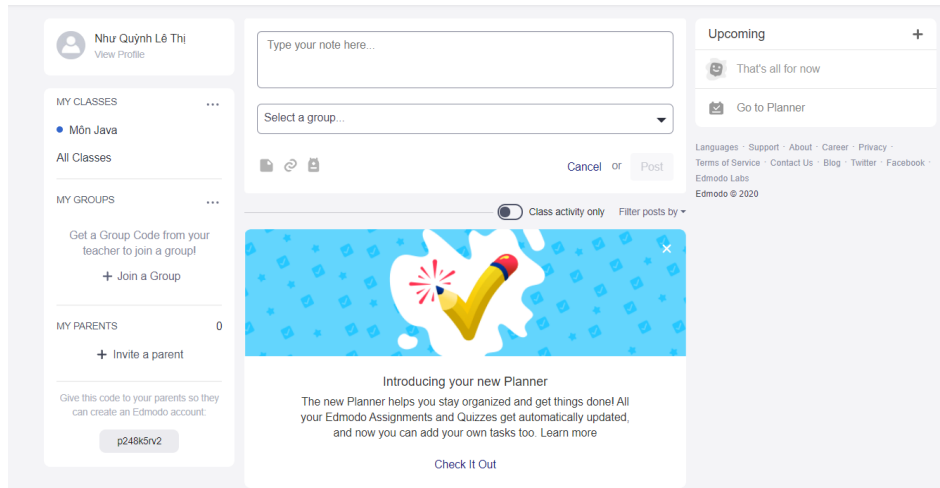 Như Quỳnh Lê Thị
View Profile
MY CLASSES
...
Môn Java
All Classes
MY GROUPS
...
Get a Group Code from your
teacher to join a group!
+ Join a Group
MY PARENTS 0
+ Invite a parent
Give this code to your parents so they
can create an Edmodo account:
p248k5rv2
Type your note here...
Select a group...
Cancel or Post
Class activity only Filter posts by
Introducing your new Planner
The new Planner helps you stay organized and get things done! All
your Edmodo Assignments and Quizzes get automatically updated,
and now you can add your own tasks too. Learn more
Check It Out
Upcoming +
That's all for now
Go to Planner
Languages · Support · About · Career · Privacy ·
Terms of Service · Contact Us · Blog · Twitter · Facebook ·
Edmodo Labs
Edmodo © 2020